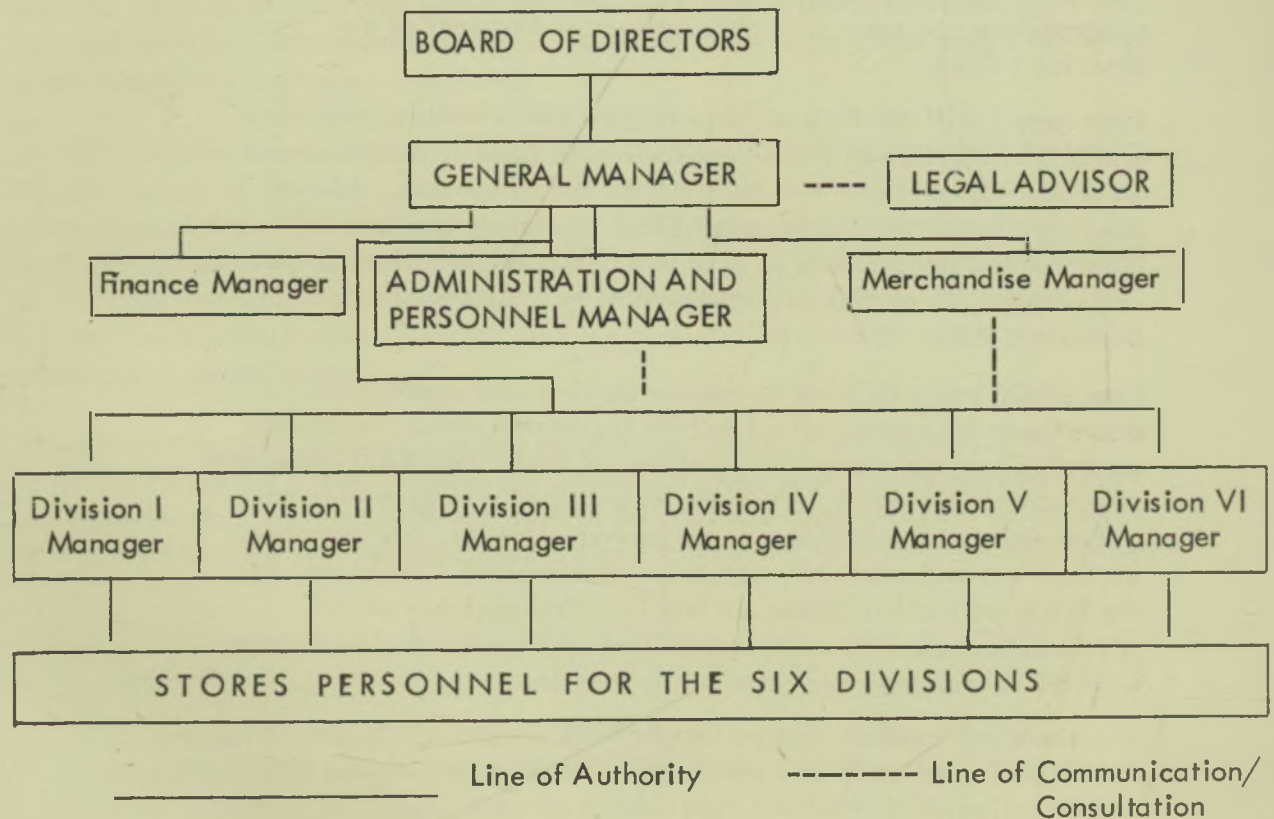 BOARD OF DIRECTORS
GENERAL MANAGER
LEGAL ADVISOR
Finance Manager
ADMINISTRATION AND
PERSONNEL MANAGER
Merchandise Manager
Division I
Manager
Division II
Manager
Division III
Manager
Division IV
Manager
Division V
Manager
Division VI
Manager
STORES PERSONNEL FOR THE SIX DIVISIONS
Line of Authority
Line of Communication/
Consultation